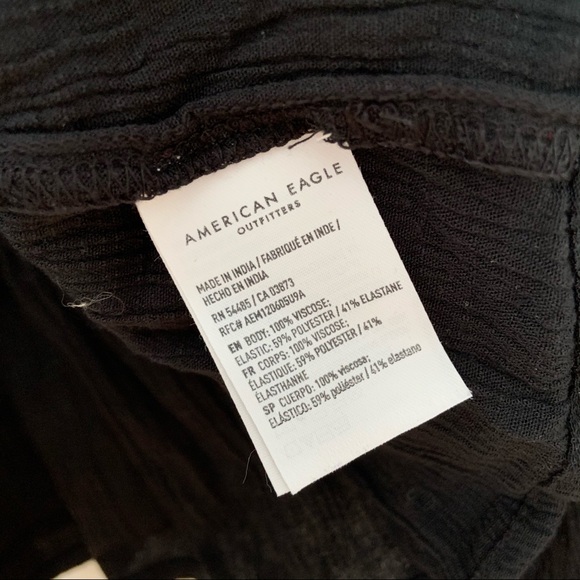 AMERICAN EAGLE
OUTFITTERS
MADE IN INDIA / FABRIQUÉ EN INDE /
HECHO EN INDIA
RN 54485 / CA 03873
RFC# AEM120605U9A
EN BODY: 100% VISCOSE;
ELASTIC: 59% POLYESTER / 41% ELASTANE
FR CORPS: 100% VISCOSE;
ÉLASTIQUE: 59% POLYESTER / 41%
ÉLASTHANNE
SP CUERPO: 100% viscosa;
ELÁSTICO: 59% poliéster / 41% elastano